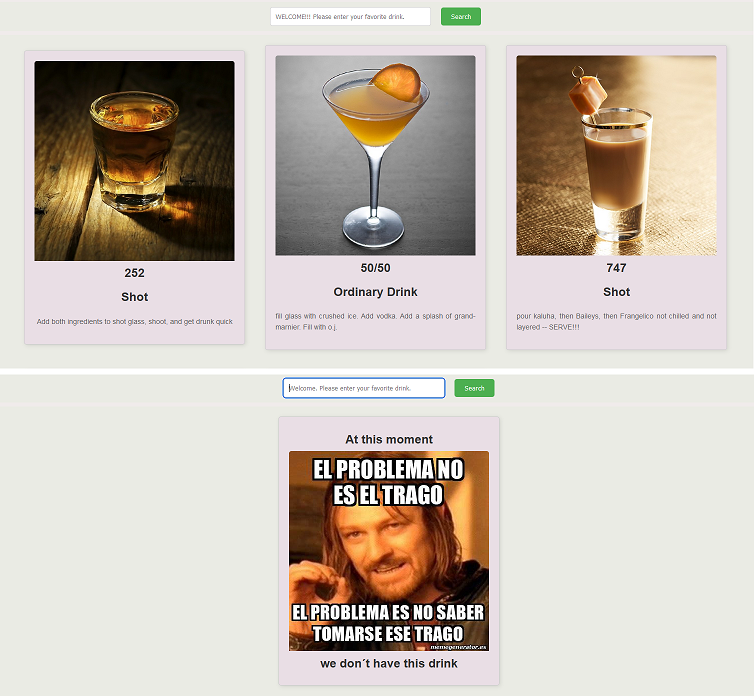 WELCOME!!! Please enter your favorite drink.
Search
252
Shot
Add both ingredients to shot glass, shoot, and get drunk quick
50/50
Ordinary Drink
fill glass with crushed ice. Add vodka. Add a splash of grand-
marnier. Fill with o.j.
747
Shot
pour kaluha, then Baileys, then Frangelico not chilled and not
layered -- SERVE!!!
Welcome. Please enter your favorite drink.
Search
At this moment
EL PROBLEMA NO
ES EL TRAGO
EL PROBLEMA ES NO SABER
TOMARSE ESE TRAGO
memegenerator.es
we don´t have this drink